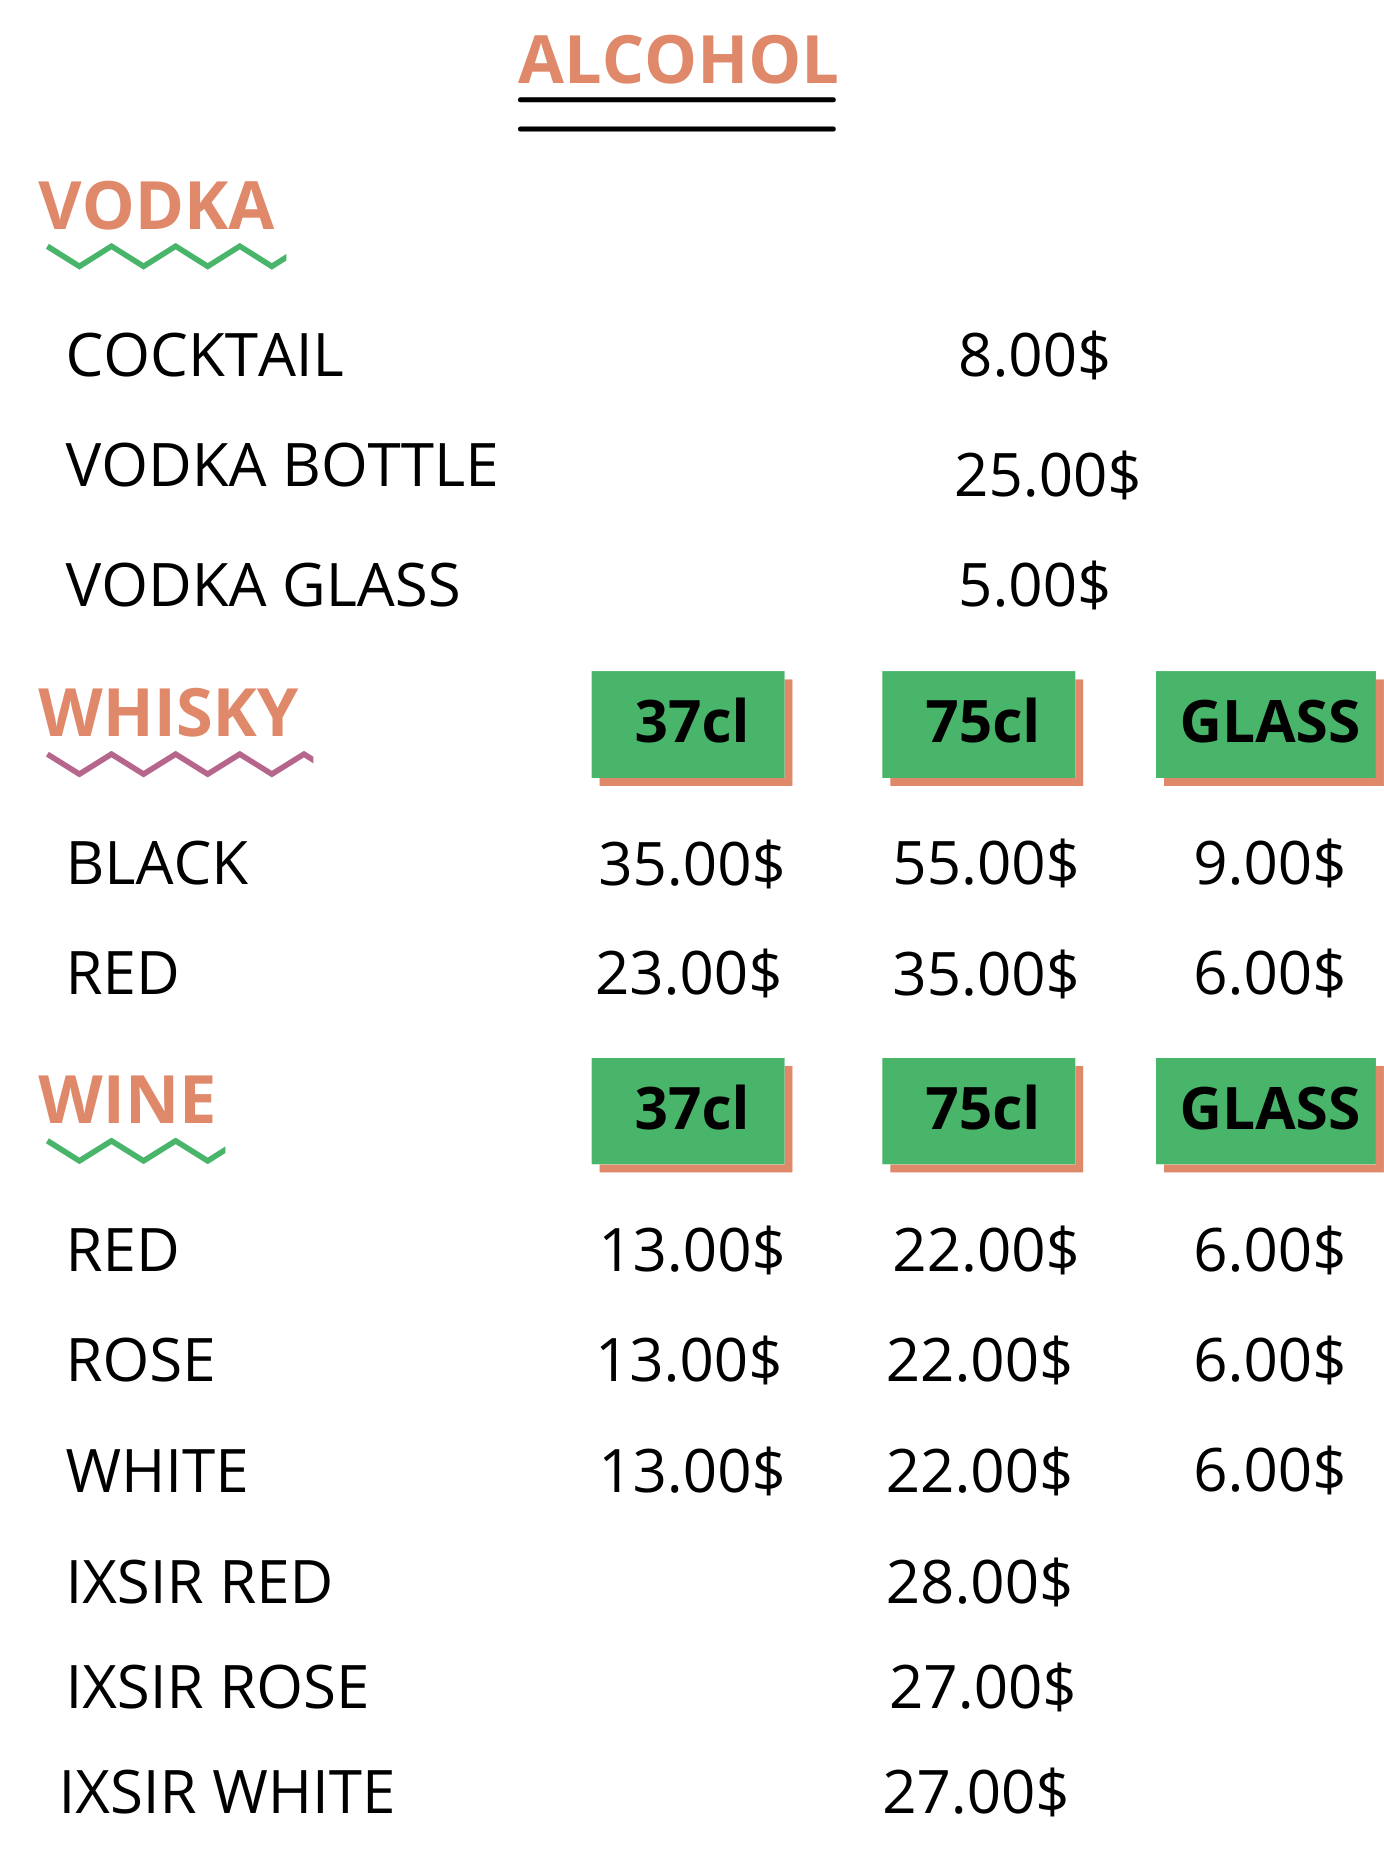 ALCOHOL
VODKA
COCKTAIL 8.00$
VODKA BOTTLE 25.00$
VODKA GLASS 5.00$
WHISKY 37cl 75cl GLASS
BLACK 35.00$ 55.00$ 9.00$
RED 23.00$ 35.00$ 6.00$
WINE 37cl 75cl GLASS
RED 13.00$ 22.00$ 6.00$
ROSE 13.00$ 22.00$ 6.00$
WHITE 13.00$ 22.00$ 6.00$
IXSIR RED 28.00$
IXSIR ROSE 27.00$
IXSIR WHITE 27.00$